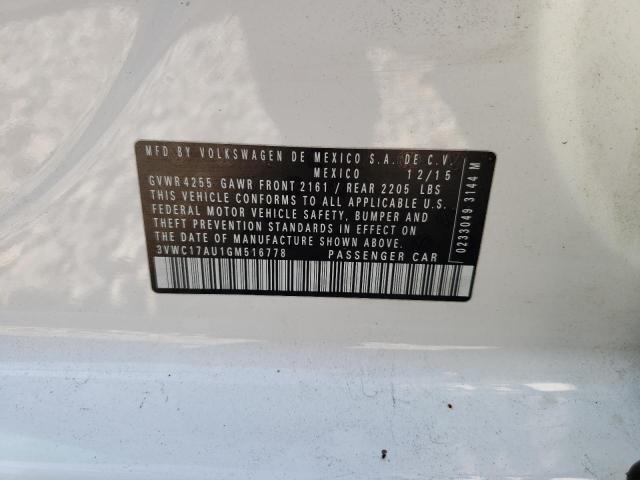 MFD BY VOLKSWAGEN DE MEXICO S.A. DE C.V.
MEXICO 12/15
GVWR 4255 GAWR FRONT 2161 / REAR 2205 LBS
THIS VEHICLE CONFORMS TO ALL APPLICABLE U.S.
FEDERAL MOTOR VEHICLE SAFETY, BUMPER AND
THEFT PREVENTION STANDARDS IN EFFECT ON
THE DATE OF MANUFACTURE SHOWN ABOVE.
3VWC17AU1GM516778 PASSENGER CAR
0233049 3144 M